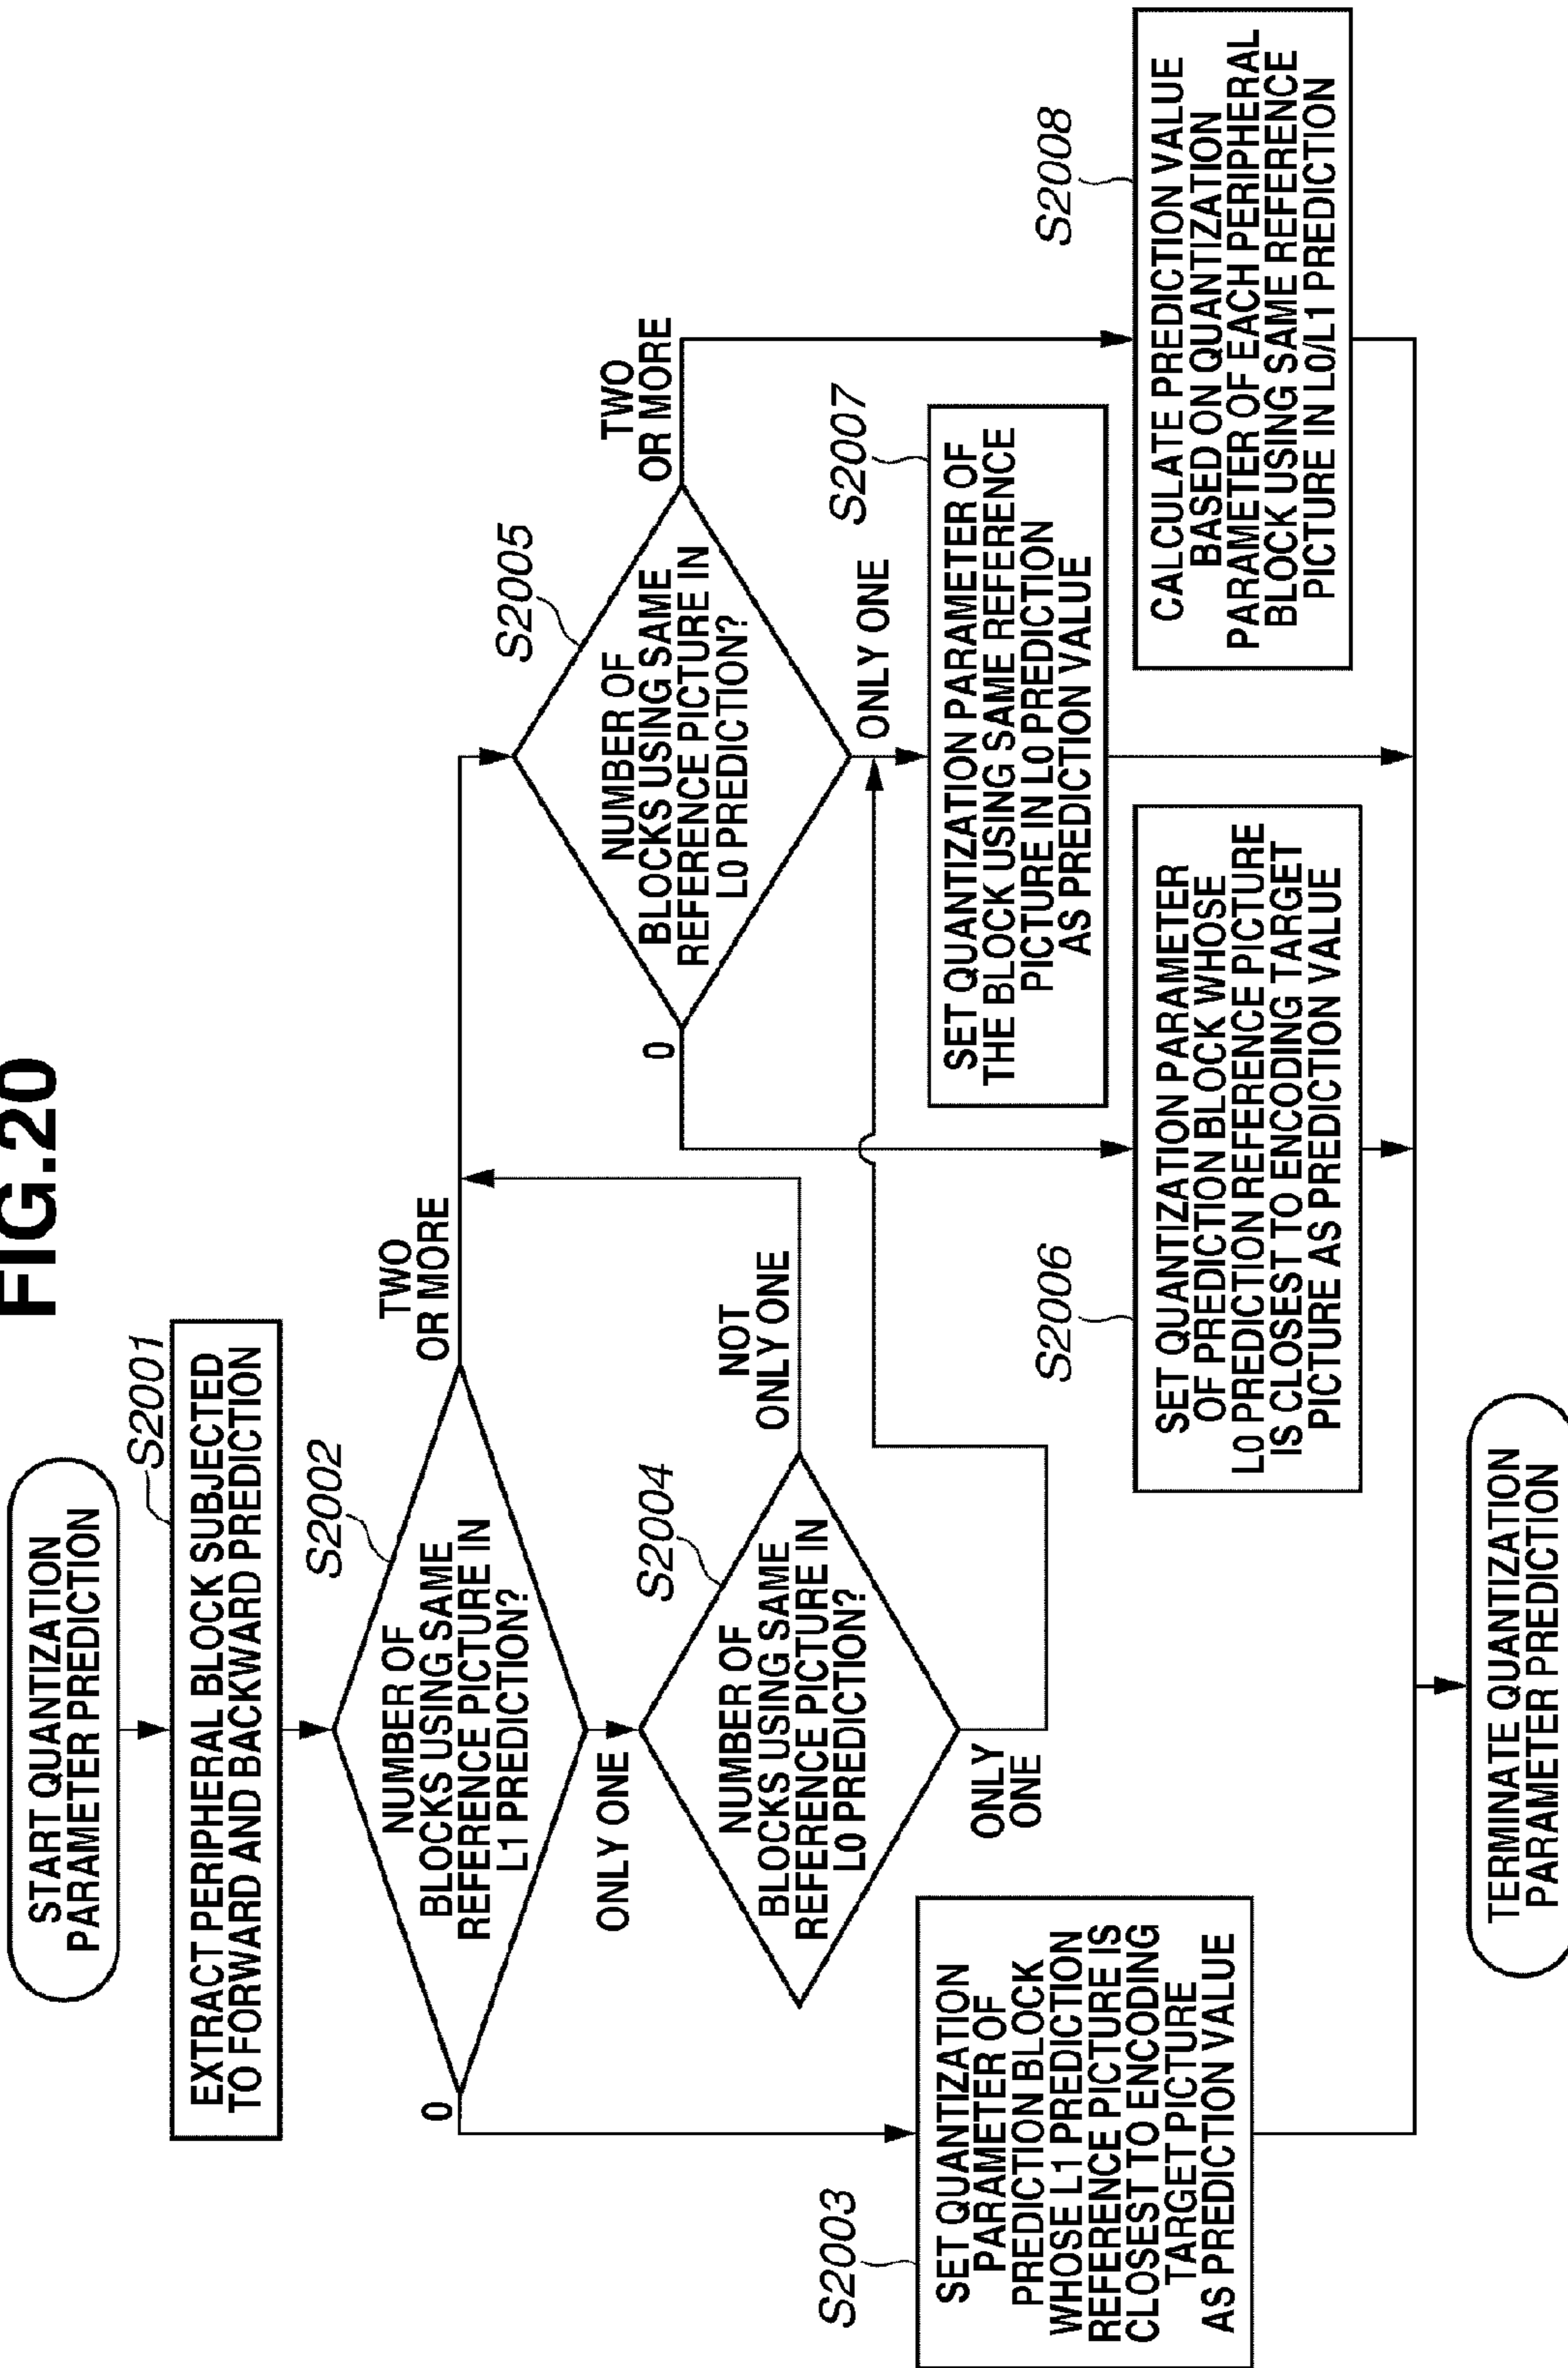 FIG.20
START QUANTIZATION
PARAMETER PREDICTION
S2001
EXTRACT PERIPHERAL BLOCK SUBJECTED
TO FORWARD AND BACKWARD PREDICTION
S2002
NUMBER OF
BLOCKS USING SAME
REFERENCE PICTURE IN
L1 PREDICTION?
0
ONLY ONE
TWO
OR MORE
S2003
SET QUANTIZATION
PARAMETER OF
PREDICTION BLOCK
WHOSE L1 PREDICTION
REFERENCE PICTURE IS
CLOSEST TO ENCODING
TARGET PICTURE
AS PREDICTION VALUE
S2004
NUMBER OF
BLOCKS USING SAME
REFERENCE PICTURE IN
L0 PREDICTION?
ONLY
ONE
NOT
ONLY ONE
S2005
NUMBER OF
BLOCKS USING SAME
REFERENCE PICTURE IN
L0 PREDICTION?
0
ONLY ONE
TWO
OR MORE
S2006
SET QUANTIZATION PARAMETER
OF PREDICTION BLOCK WHOSE
L0 PREDICTION REFERENCE PICTURE
IS CLOSEST TO ENCODING TARGET
PICTURE AS PREDICTION VALUE
S2007
SET QUANTIZATION PARAMETER OF
THE BLOCK USING SAME REFERENCE
PICTURE IN L0 PREDICTION
AS PREDICTION VALUE
S2008
CALCULATE PREDICTION VALUE
BASED ON QUANTIZATION
PARAMETER OF EACH PERIPHERAL
BLOCK USING SAME REFERENCE
PICTURE IN L0/L1 PREDICTION
TERMINATE QUANTIZATION
PARAMETER PREDICTION